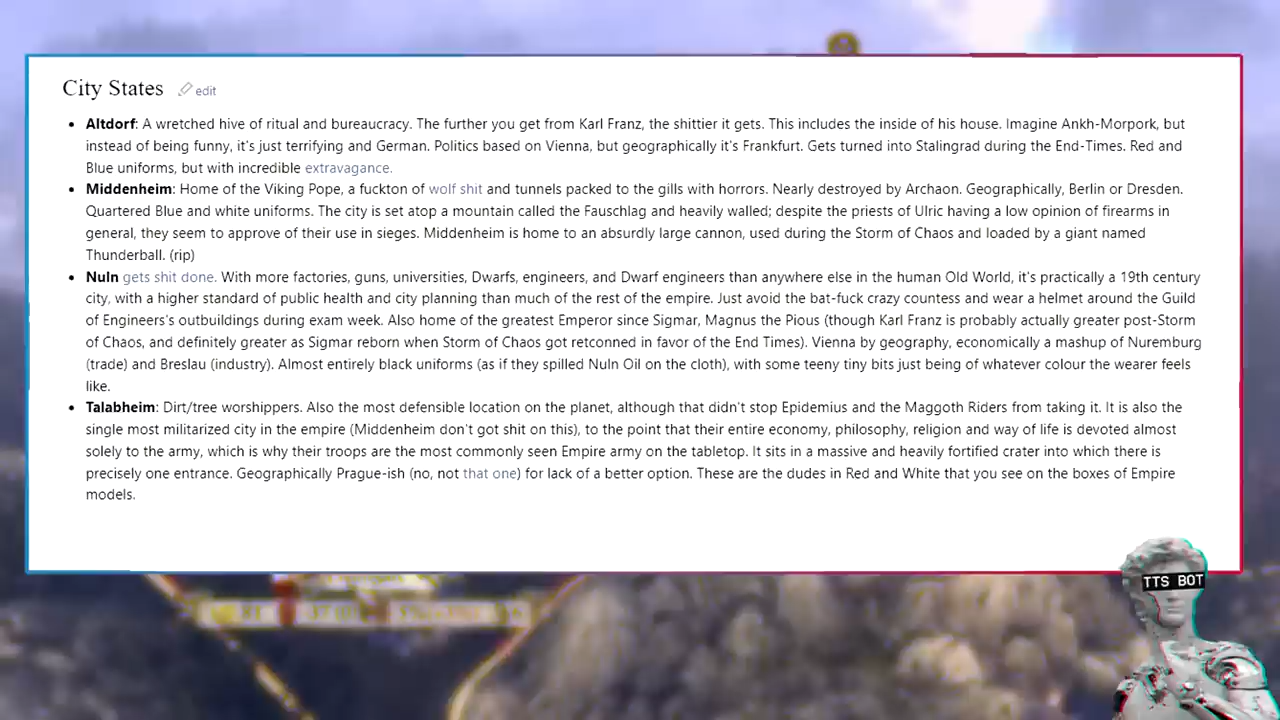 City States edit
Altdorf: A wretched hive of ritual and bureaucracy. The further you get from Karl Franz, the shittier it gets. This includes the inside of his house. Imagine Ankh-Morpork, but
instead of being funny, it's just terrifying and German. Politics based on Vienna, but geographically it's Frankfurt. Gets turned into Stalingrad during the End-Times. Red and
Blue uniforms, but with incredible extravagance.
Middenheim: Home of the Viking Pope, a fuckton of wolf shit and tunnels packed to the gills with horrors. Nearly destroyed by Archaon. Geographically, Berlin or Dresden.
Quartered Blue and white uniforms. The city is set atop a mountain called the Fauschlag and heavily walled; despite the priests of Ulric having a low opinion of firearms in
general, they seem to approve of their use in sieges. Middenheim is home to an absurdly large cannon, used during the Storm of Chaos and loaded by a giant named
Thunderball. (rip)
Nuln gets shit done. With more factories, guns, universities, Dwarfs, engineers, and Dwarf engineers than anywhere else in the human Old World, it's practically a 19th century
city, with a higher standard of public health and city planning than much of the rest of the empire. Just avoid the bat-fuck crazy countess and wear a helmet around the Guild
of Engineers's outbuildings during exam week. Also home of the greatest Emperor since Sigmar, Magnus the Pious (though Karl Franz is probably actually greater post-Storm
of Chaos, and definitely greater as Sigmar reborn when Storm of Chaos got retconned in favor of the End Times). Vienna by geography, economically a mashup of Nuremburg
(trade) and Breslau (industry). Almost entirely black uniforms (as if they spilled Nuln Oil on the cloth), with some teeny tiny bits just being of whatever colour the wearer feels
like.
Talabheim: Dirt/tree worshippers. Also the most defensible location on the planet, although that didn't stop Epidemius and the Maggoth Riders from taking it. It is also the
single most militarized city in the empire (Middenheim don't got shit on this), to the point that their entire economy, philosophy, religion and way of life is devoted almost
solely to the army, which is why their troops are the most commonly seen Empire army on the tabletop. It sits in a massive and heavily fortified crater into which there is
precisely one entrance. Geographically Prague-ish (no, not that one) for lack of a better option. These are the dudes in Red and White that you see on the boxes of Empire
models.
TTS BOT